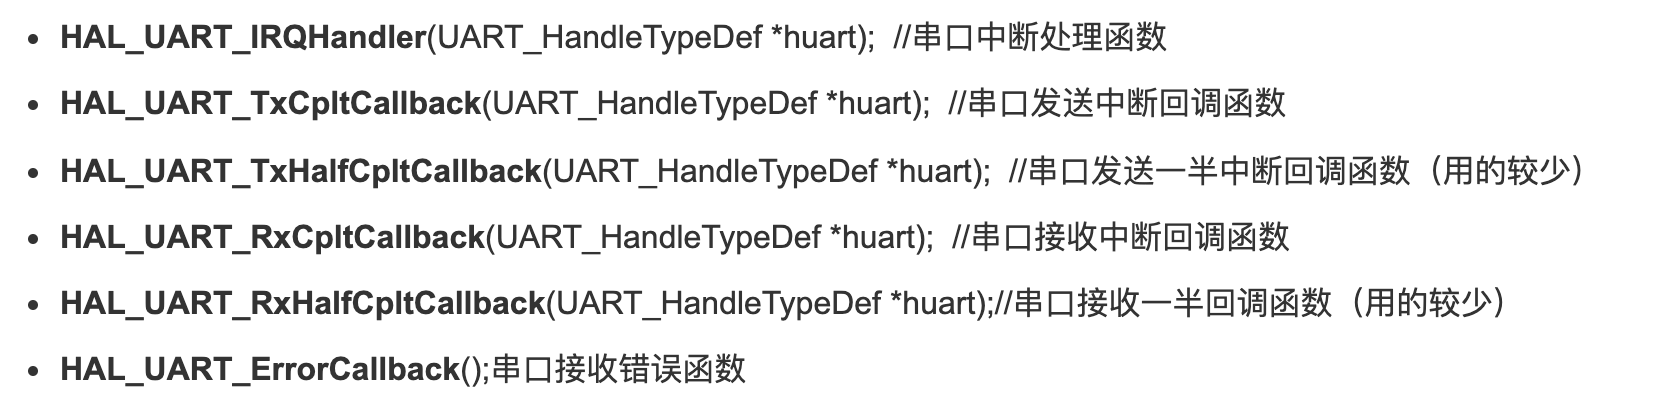 • HAL_UART_IRQHandler(UART_HandleTypeDef *huart);  //串口中断处理函数
• HAL_UART_TxCpltCallback(UART_HandleTypeDef *huart);  //串口发送中断回调函数
• HAL_UART_TxHalfCpltCallback(UART_HandleTypeDef *huart);  //串口发送一半中断回调函数（用的较少）
• HAL_UART_RxCpltCallback(UART_HandleTypeDef *huart);  //串口接收中断回调函数
• HAL_UART_RxHalfCpltCallback(UART_HandleTypeDef *huart);//串口接收一半回调函数（用的较少）
• HAL_UART_ErrorCallback();串口接收错误函数